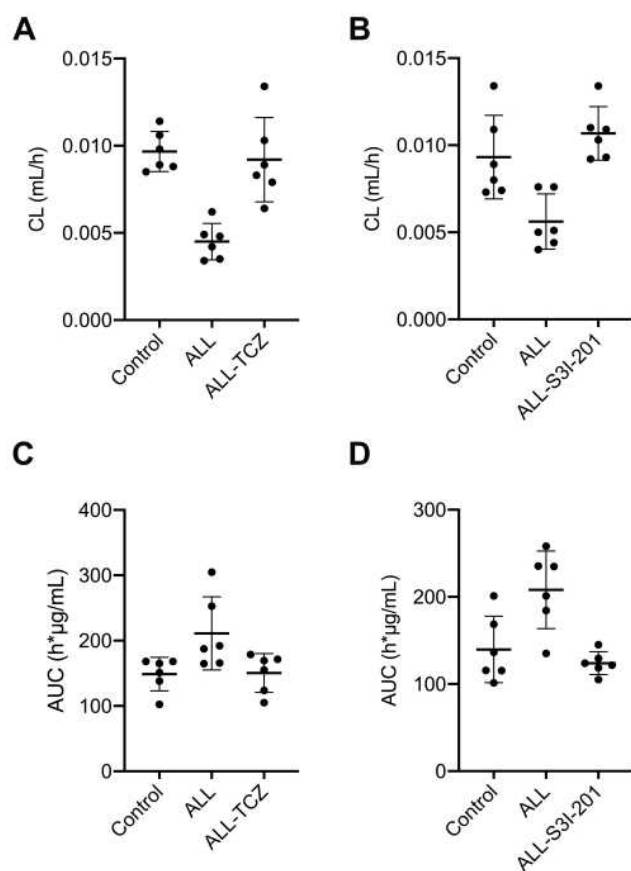 A
CL (mL/h)
0.015
0.010
0.005
0.000
Control
ALL
ALL-TCZ
B
CL (mL/h)
0.015
0.010
0.005
0.000
Control
ALL
ALL-S3I-201
C
AUC (h*µg/mL)
400
300
200
100
0
Control
ALL
ALL-TCZ
D
AUC (h*µg/mL)
300
200
100
0
Control
ALL
ALL-S3I-201